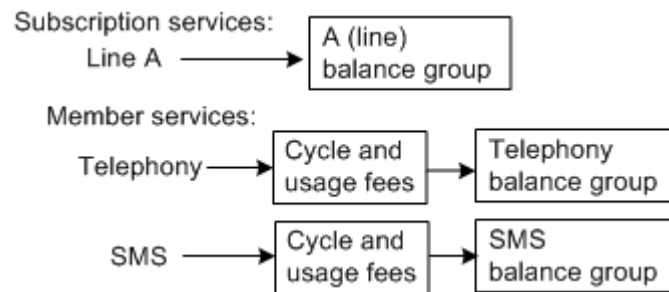 Subscription services:
Line A
A (line)
balance group
Member services:
Telephony
Cycle and
usage fees
Telephony
balance group
SMS
Cycle and
usage fees
SMS
balance group